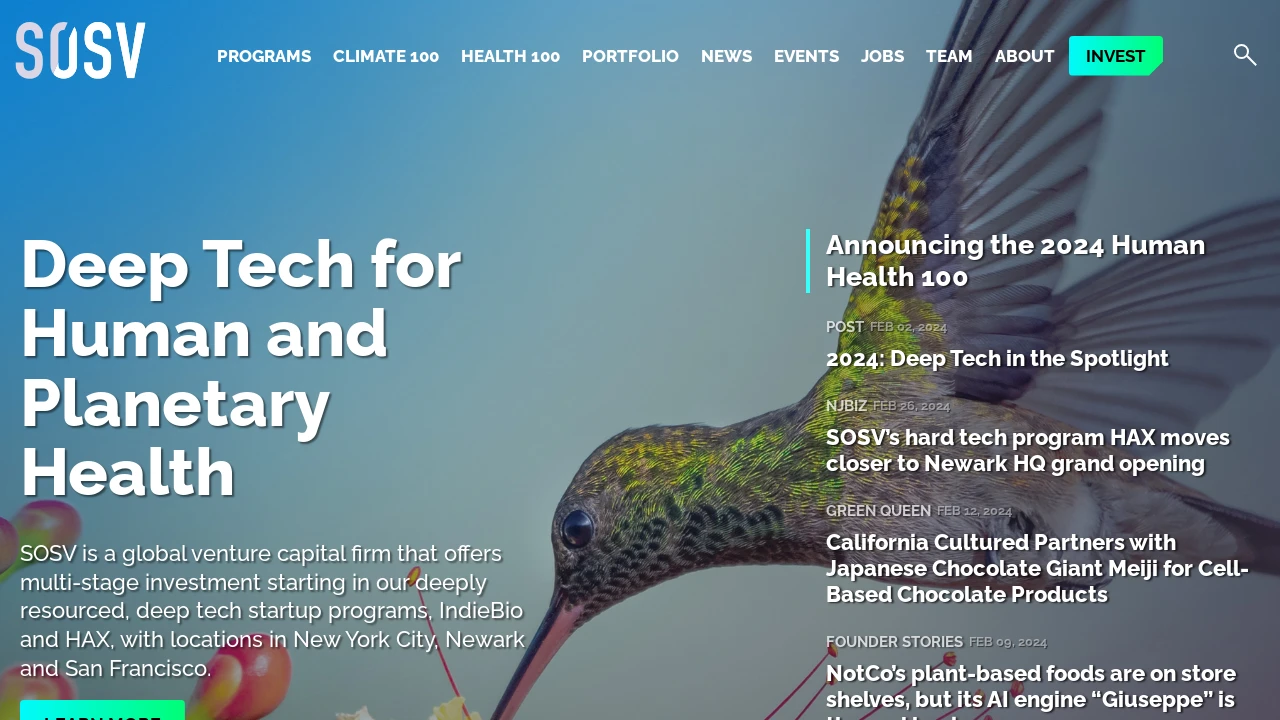 SOSV
PROGRAMS CLIMATE 100 HEALTH 100 PORTFOLIO NEWS EVENTS JOBS TEAM ABOUT INVEST
Deep Tech for
Human and
Planetary
Health
SOSV is a global venture capital firm that offers
multi-stage investment starting in our deeply
resourced, deep tech startup programs, IndieBio
and HAX, with locations in New York City, Newark
and San Francisco.
LEARN MORE
Announcing the 2024 Human
Health 100
POST FEB 02, 2024
2024: Deep Tech in the Spotlight
NJBIZ FEB 26, 2024
SOSV’s hard tech program HAX moves
closer to Newark HQ grand opening
GREEN QUEEN FEB 12, 2024
California Cultured Partners with
Japanese Chocolate Giant Meiji for Cell-
Based Chocolate Products
FOUNDER STORIES FEB 09, 2024
NotCo’s plant-based foods are on store
shelves, but its AI engine “Giuseppe” is